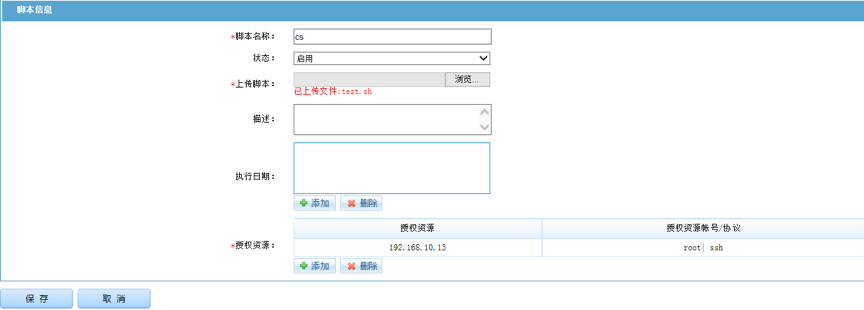 脚本信息
*脚本名称： cs
状态： 启用
*上传脚本： 浏览...
已上传文件:test.sh
描述：
执行日期：
添加 删除
授权资源 授权资源帐号/协议
*授权资源： 192.168.10.13 root| ssh
添加 删除
保 存 取 消